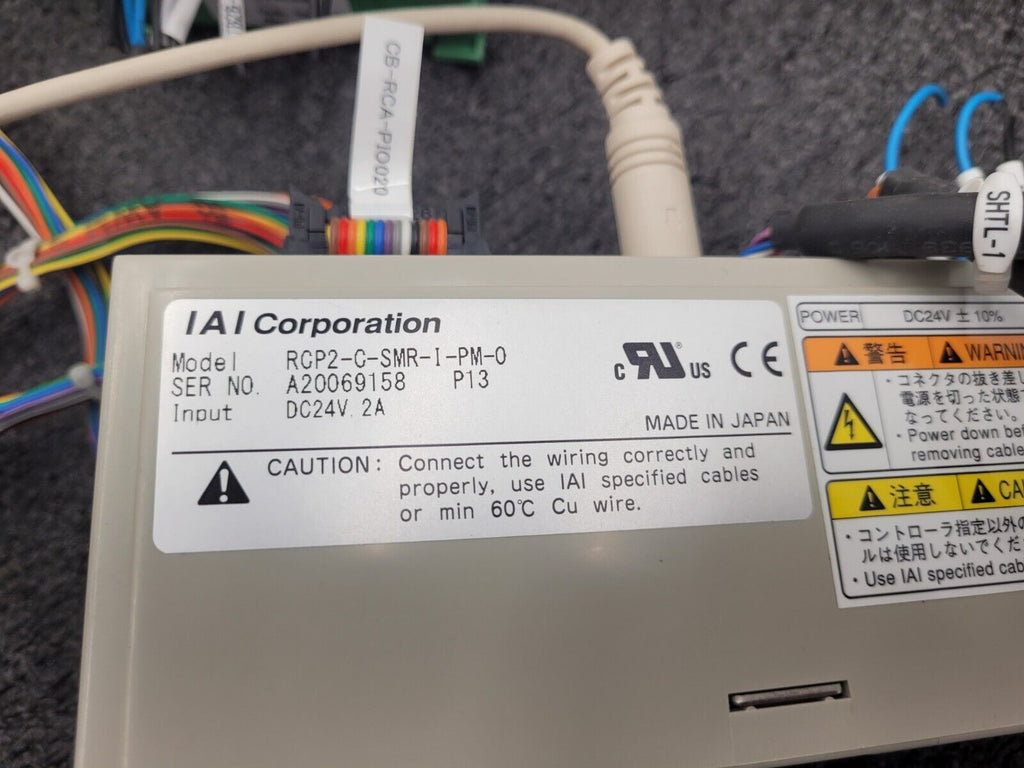 CB-RCA-PIO020
SHTL-1
IAI Corporation
Model RCP2-C-SMR-I-PM-0
SER NO. A20069158 P13
Input DC24V 2A
C RU US CE
MADE IN JAPAN
CAUTION: Connect the wiring correctly and
properly, use IAI specified cables
or min 60℃ Cu wire.
POWER DC24V ± 10%
警告 WARNIN
・コネクタの抜き差し
電源を切った状態
なってください。
・Power down bef
removing cable
注意 CAU
・コントローラ指定以外の
ルは使用しないでくだ
・Use IAI specified cab